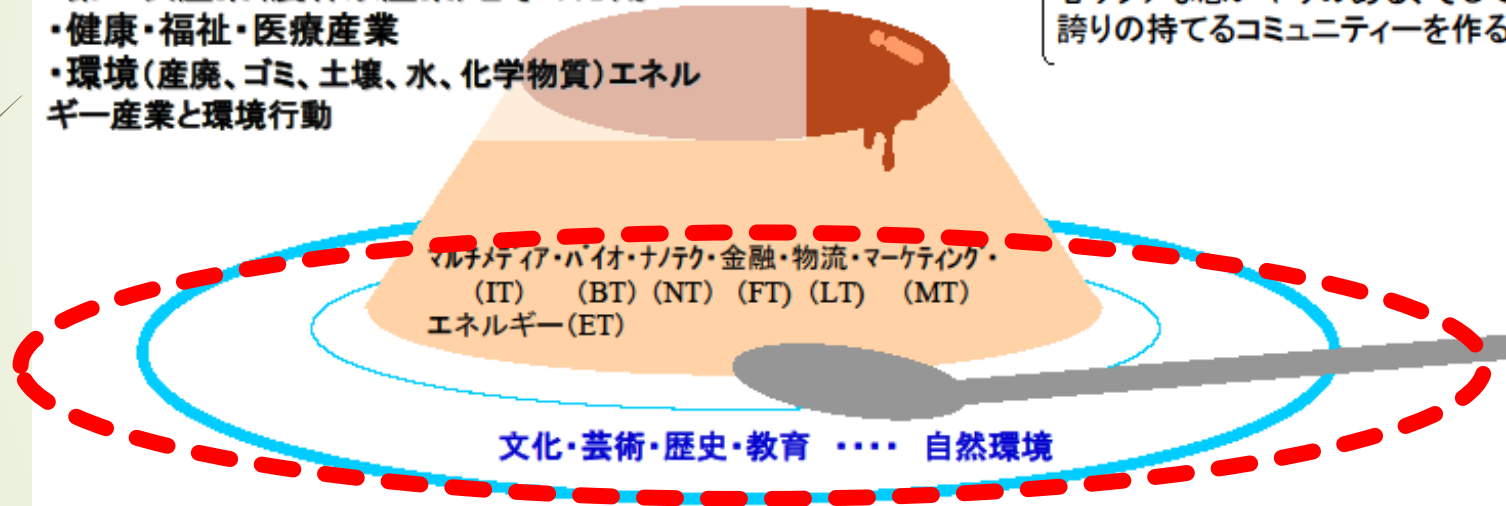 ・健康・福祉・医療産業
・環境（産廃、ゴミ、土壌、水、化学物質）エネル
ギー産業と環境行動
誇りの持てるコミュニティーを作る
ﾏﾙﾁﾒﾃﾞｨｱ・ﾊﾞｲｵ・ﾅﾉﾃｸ・金融・物流・ﾏｰｹﾃｨﾝｸﾞ・
（IT）　（BT）（NT）（FT）（LT）　（MT）
エネルギー（ET）
文化・芸術・歴史・教育　・・・・　自然環境